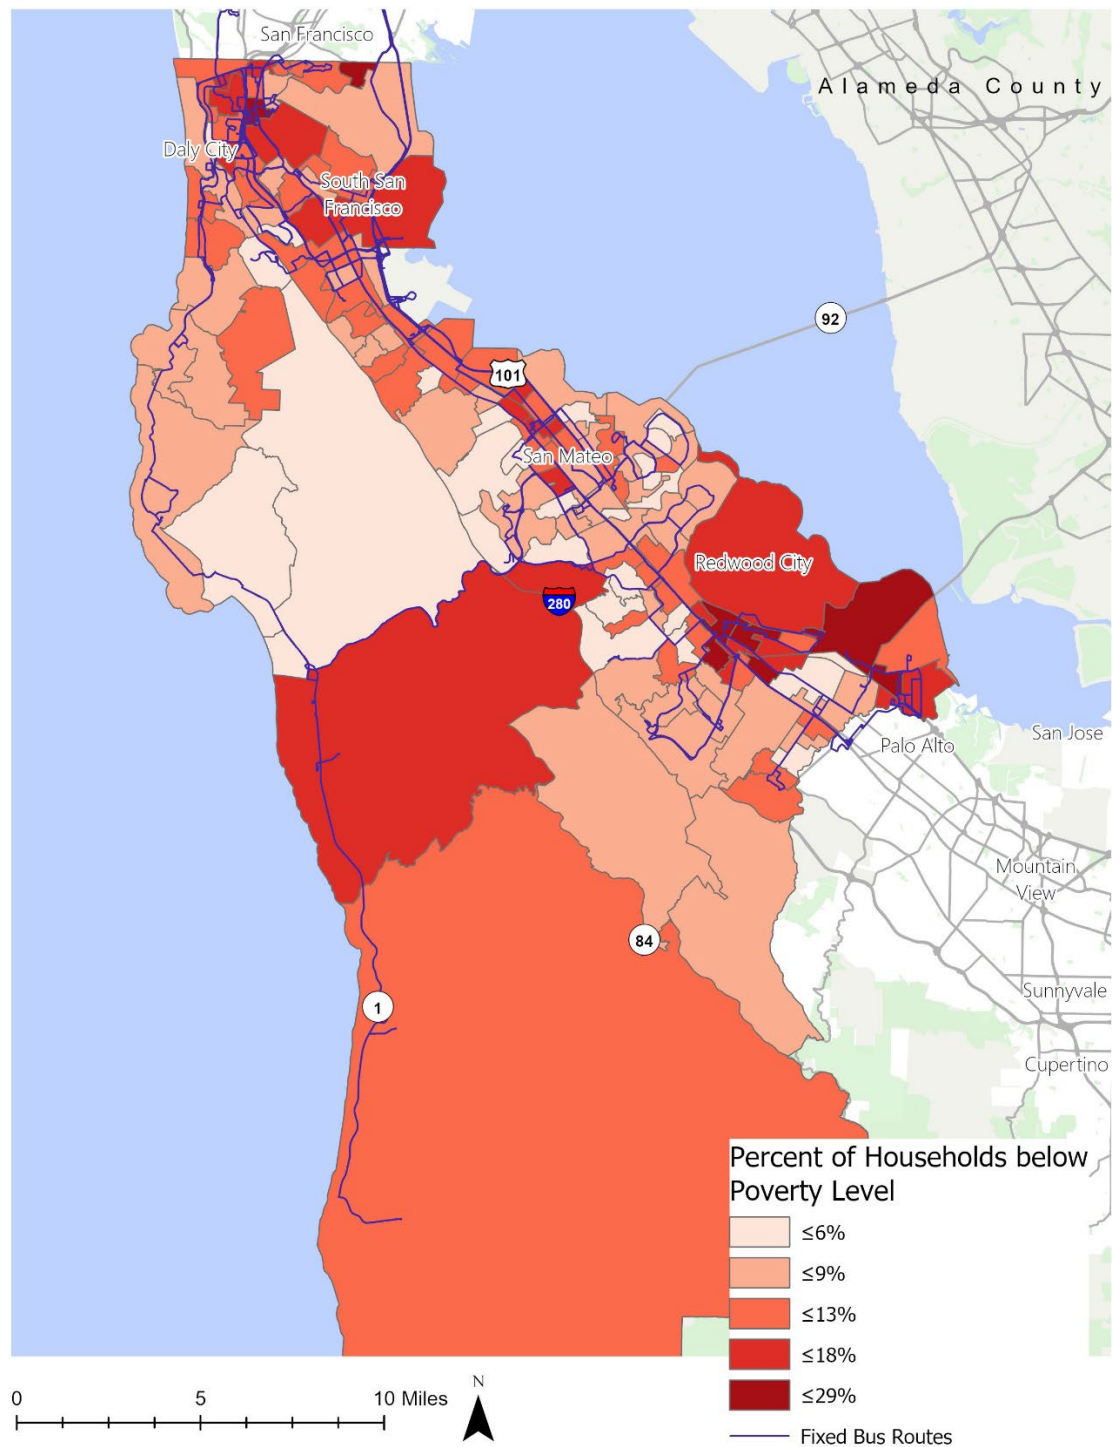 San Francisco
Alameda County
Daly City
South San
Francisco
92
101
San Mateo
Redwood City
280
San Jose
Palo Alto
Mountain
View
84
Sunnyvale
1
Cupertino
Percent of Households below
Poverty Level
≤6%
≤9%
≤13%
≤18%
≤29%
Fixed Bus Routes
0 5 10 Miles
N